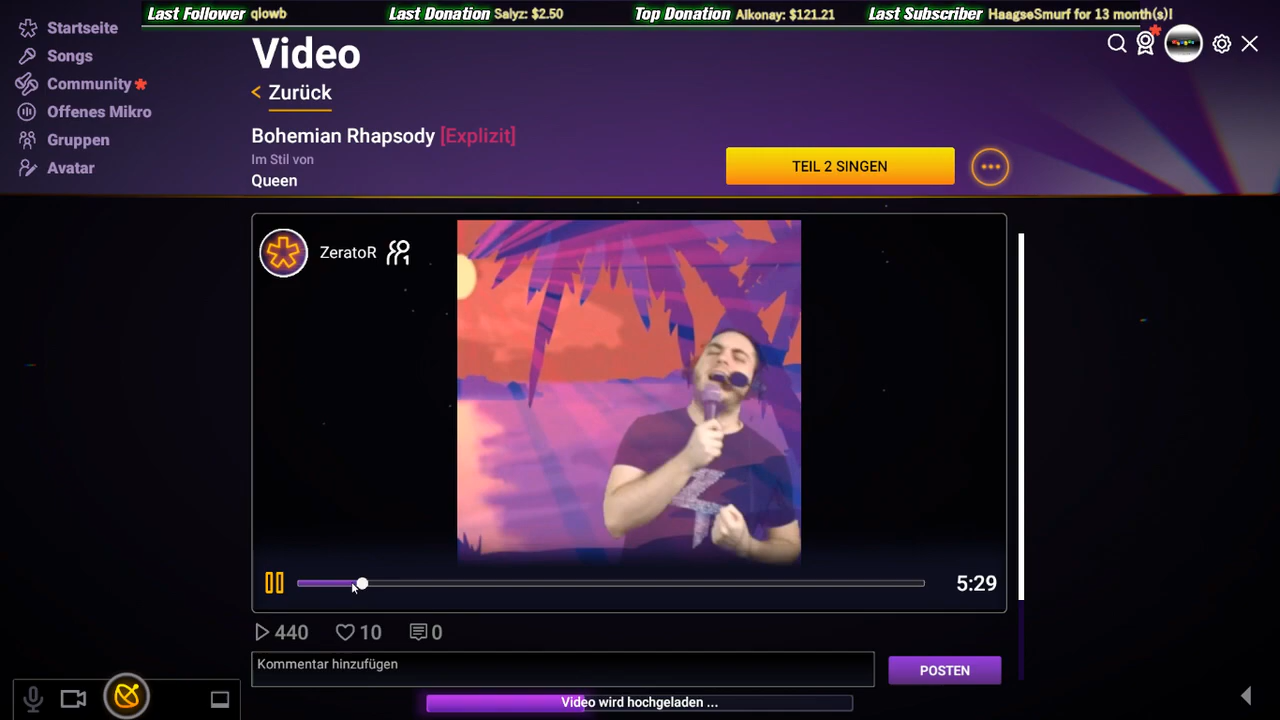 Last Follower qlowb
Last Donation Salyz: $2.50
Top Donation Alkonay: $121.21
Last Subscriber HaagseSmurf for 13 month(s)!
Startseite
Songs
Community
Offenes Mikro
Gruppen
Avatar
Video
< Zurück
Bohemian Rhapsody [Explizit]
Im Stil von
Queen
TEIL 2 SINGEN
ZeratoR
5:29
440
10
0
Kommentar hinzufügen
POSTEN
Video wird hochgeladen ...